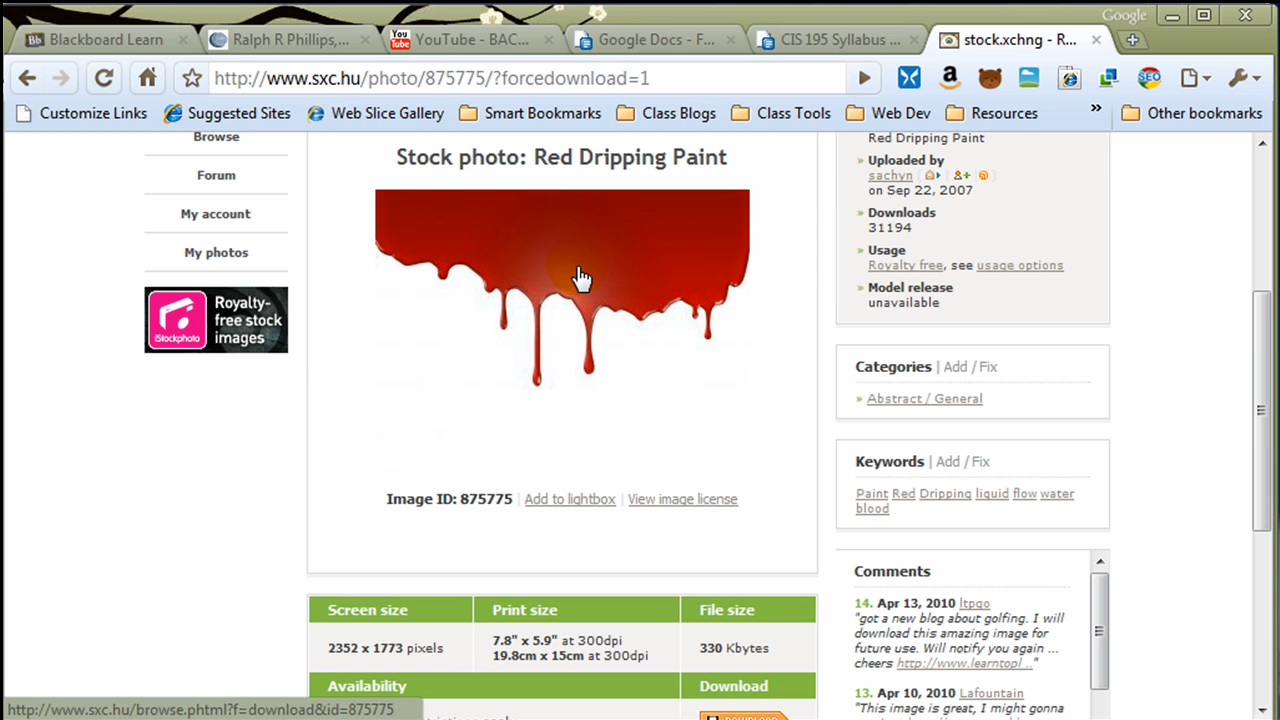 Google
Blackboard Learn
Ralph R Phillips,...
YouTube - BAC...
Google Docs - F...
CIS 195 Syllabus ...
stock.xchng - R...
http://www.sxc.hu/photo/875775/?forcedownload=1
Customize Links
Suggested Sites
Web Slice Gallery
Smart Bookmarks
Class Blogs
Class Tools
Web Dev
Resources
»
Other bookmarks
Browse
Forum
My account
My photos
iStockphoto
Royalty-
free stock
images
Stock photo: Red Dripping Paint
Image ID: 875775 | Add to lightbox | View image license
Screen size
Print size
File size
2352 x 1773 pixels
7.8" x 5.9" at 300dpi
19.8cm x 15cm at 300dpi
330 Kbytes
Availability
Download
DOWNLOAD
http://www.sxc.hu/browse.phtml?f=download&id=875775
Red Dripping Paint
» Uploaded by
sachyn
on Sep 22, 2007
» Downloads
31194
» Usage
Royalty free, see usage options
» Model release
unavailable
Categories | Add / Fix
» Abstract / General
Keywords | Add / Fix
Paint Red Dripping liquid flow water
blood
Comments
14. Apr 13, 2010 ltpgo
"got a new blog about golfing. I will
download this amazing image for
future use. Will notify you again ...
cheers http://www.learntopl .."
13. Apr 10, 2010 Lafountain
"This image is great, I might gonna